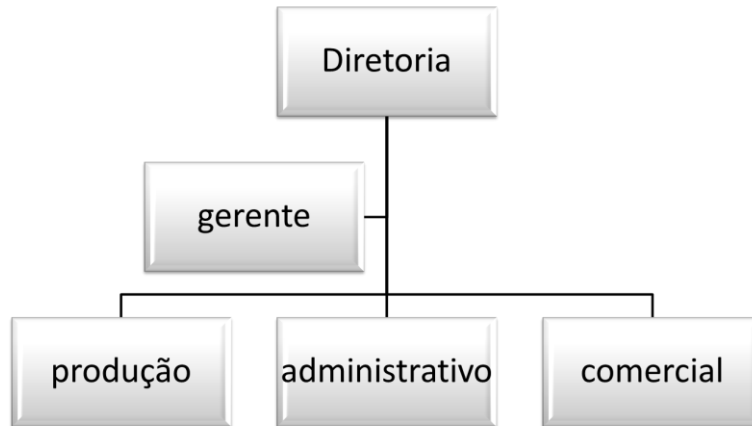 Diretoria
gerente
produção
administrativo
comercial